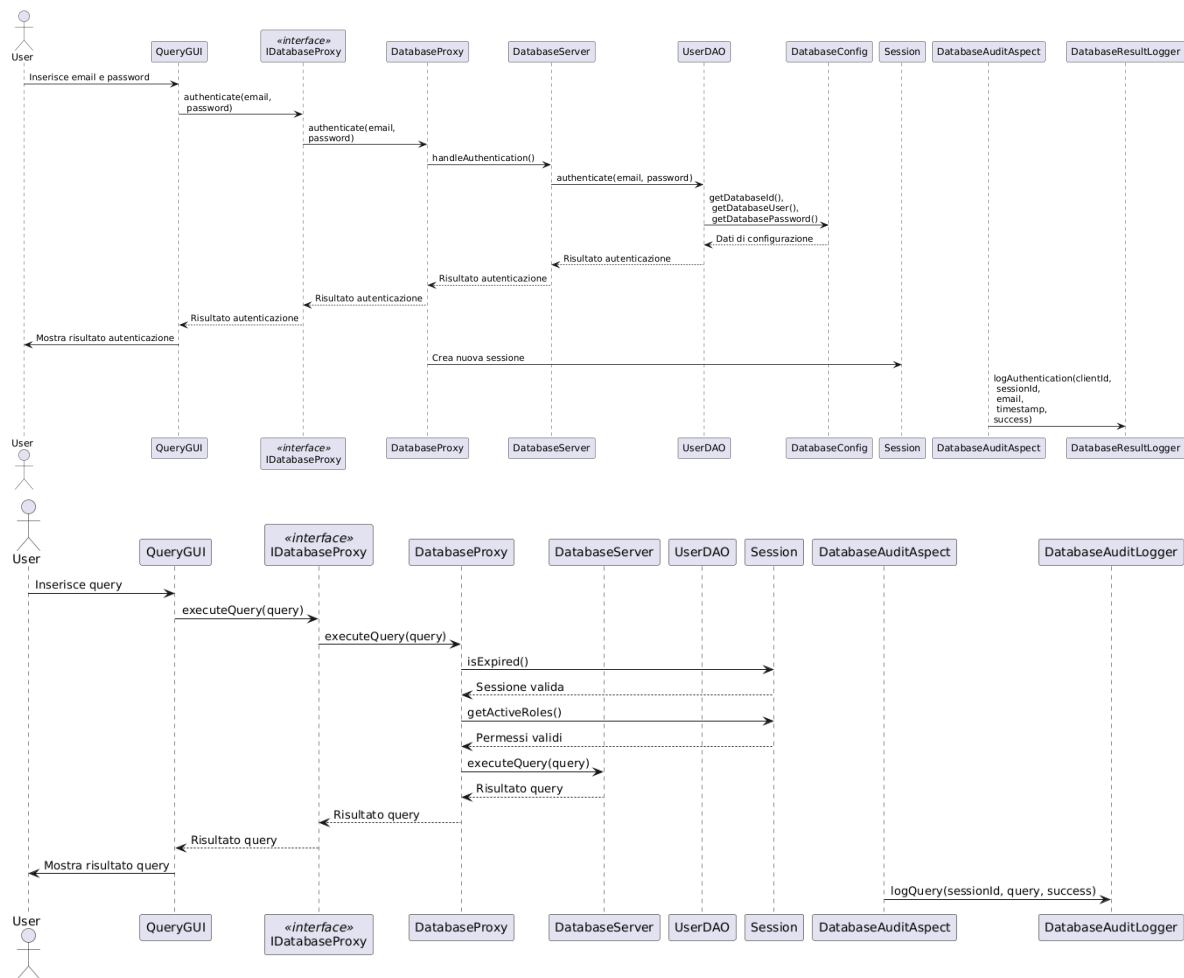 User
QueryGUI
«interface»
IDatabaseProxy
DatabaseProxy
DatabaseServer
UserDAO
DatabaseConfig
Session
DatabaseAuditAspect
DatabaseResultLogger
Inserisce email e password
authenticate(email,
password)
authenticate(email,
password)
handleAuthentication()
authenticate(email, password)
getDatabaseId(),
getDatabaseUser(),
getDatabasePassword()
Dati di configurazione
Risultato autenticazione
Risultato autenticazione
Risultato autenticazione
Risultato autenticazione
Mostra risultato autenticazione
Crea nuova sessione
logAuthentication(clientId,
sessionId,
email,
timestamp,
success)
User
QueryGUI
«interface»
IDatabaseProxy
DatabaseProxy
DatabaseServer
UserDAO
DatabaseConfig
Session
DatabaseAuditAspect
DatabaseResultLogger
User
QueryGUI
«interface»
IDatabaseProxy
DatabaseProxy
DatabaseServer
UserDAO
Session
DatabaseAuditAspect
DatabaseAuditLogger
Inserisce query
executeQuery(query)
executeQuery(query)
isExpired()
Sessione valida
getActiveRoles()
Permessi validi
executeQuery(query)
Risultato query
Risultato query
Risultato query
Mostra risultato query
logQuery(sessionId, query, success)
User
QueryGUI
«interface»
IDatabaseProxy
DatabaseProxy
DatabaseServer
UserDAO
Session
DatabaseAuditAspect
DatabaseAuditLogger